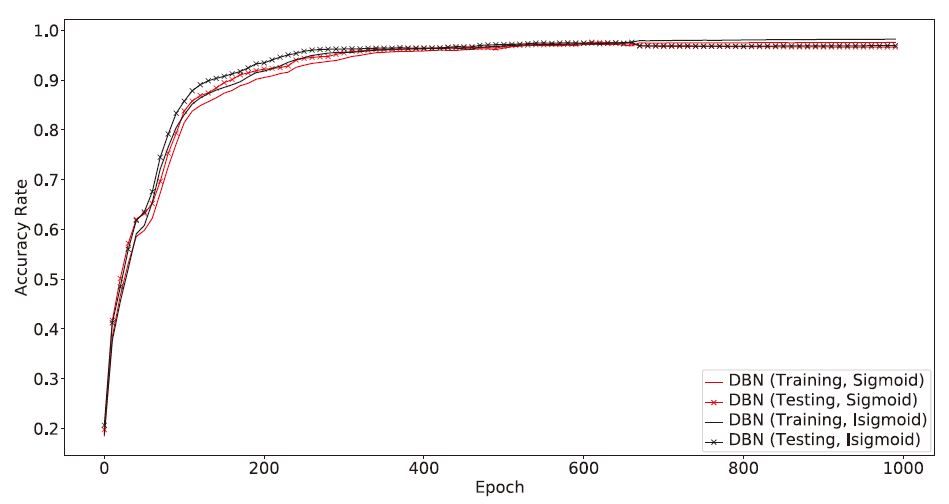 1.0
0.9
0.8
0.7
0.6
0.5
0.4
0.3
0.2
Accuracy Rate
0 200 400 600 800 1000
Epoch
DBN (Training, Sigmoid)
DBN (Testing, Sigmoid)
DBN (Training, Isigmoid)
DBN (Testing, Isigmoid)